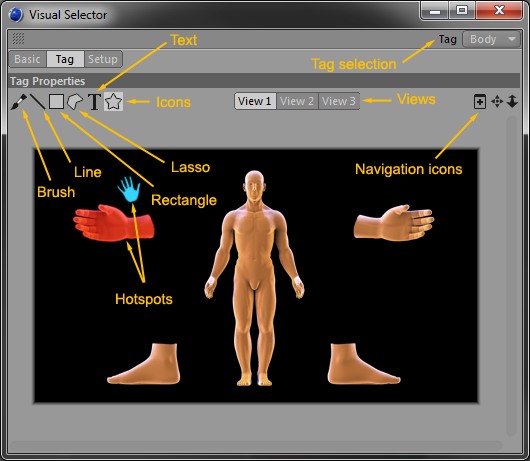 Visual Selector
Text
Tag Body
Tag selection
Basic Tag Setup
Tag Properties
T
Icons
View 1 View 2 View 3
Views
Lasso
Line
Navigation icons
Brush
Rectangle
Hotspots